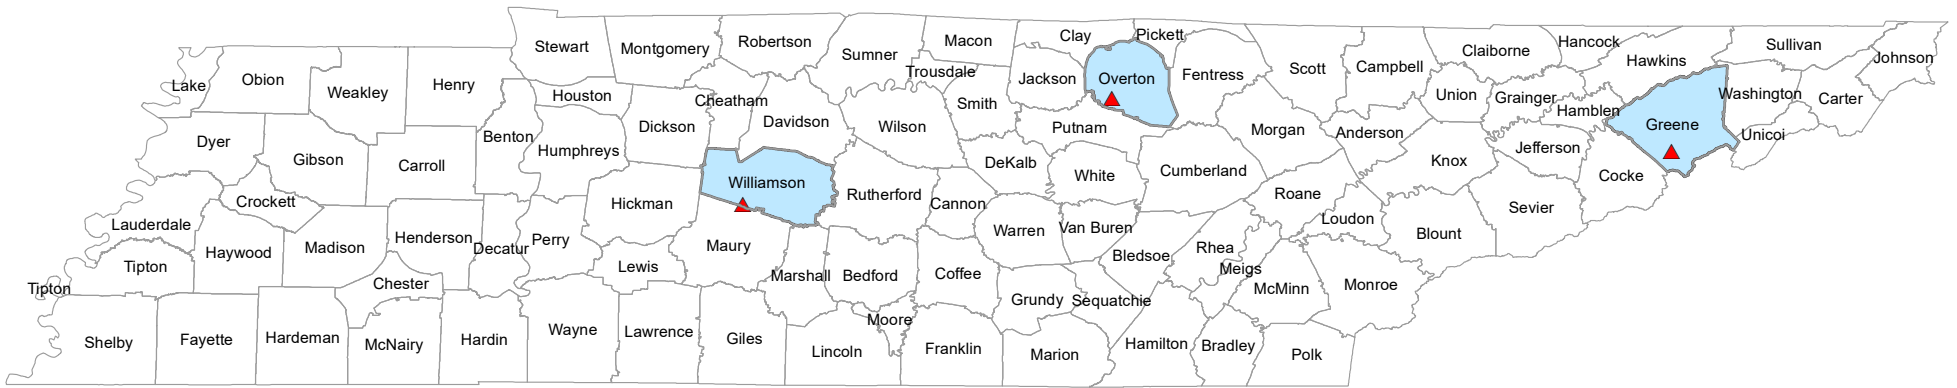 Stewart
Montgomery
Robertson
Sumner
Macon
Clay
Pickett
Claiborne
Hancock
Sullivan
Johnson
Lake
Obion
Weakley
Henry
Houston
Cheatham
Trousdale
Smith
Jackson
Overton
Fentress
Scott
Campbell
Union
Grainger
Hawkins
Hamblen
Washington
Carter
Dyer
Gibson
Carroll
Benton
Humphreys
Dickson
Davidson
Wilson
Putnam
Morgan
Anderson
Knox
Jefferson
Greene
Unicoi
Crockett
Williamson
Rutherford
DeKalb
White
Cumberland
Roane
Cocke
Lauderdale
Haywood
Madison
Henderson
Decatur
Perry
Hickman
Cannon
Warren
Van Buren
Loudon
Blount
Sevier
Tipton
Tipton
Chester
Lewis
Maury
Marshall
Bedford
Coffee
Bledsoe
Rhea
Meigs
McMinn
Monroe
Grundy
Sequatchie
Shelby
Fayette
Hardeman
McNairy
Hardin
Wayne
Lawrence
Giles
Lincoln
Moore
Franklin
Marion
Hamilton
Bradley
Polk